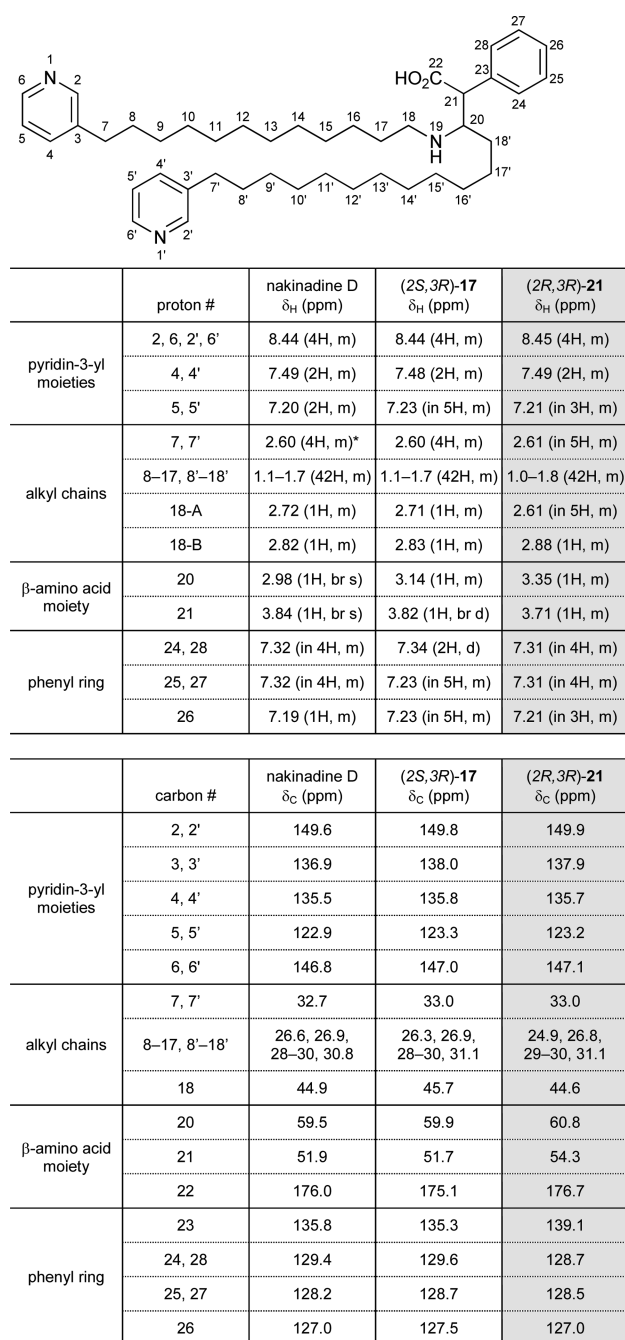 27
28
26
22
HO₂C
23
25
24
21
20
1
N
6
2
5
3
4
7
8
9
10
11
12
13
14
15
16
17
18
19
N
H
18'
17'
5'
4'
3'
6'
2'
N
1'
7'
8'
9'
10'
11'
12'
13'
14'
15'
16'
proton # nakinadine D δH (ppm) (2S,3R)-17 δH (ppm) (2R,3R)-21 δH (ppm)
pyridin-3-yl moieties
2, 6, 2', 6’ 8.44 (4H, m) 8.44 (4H, m) 8.45 (4H, m)
4, 4' 7.49 (2H, m) 7.48 (2H, m) 7.49 (2H, m)
5, 5' 7.20 (2H, m) 7.23 (in 5H, m) 7.21 (in 3H, m)
alkyl chains
7, 7’ 2.60 (4H, m)* 2.60 (4H, m) 2.61 (in 5H, m)
8–17, 8’–18’ 1.1–1.7 (42H, m) 1.1–1.7 (42H, m) 1.0–1.8 (42H, m)
18-A 2.72 (1H, m) 2.71 (1H, m) 2.61 (in 5H, m)
18-B 2.82 (1H, m) 2.83 (1H, m) 2.88 (1H, m)
β-amino acid moiety
20 2.98 (1H, br s) 3.14 (1H, m) 3.35 (1H, m)
21 3.84 (1H, br s) 3.82 (1H, br d) 3.71 (1H, m)
phenyl ring
24, 28 7.32 (in 4H, m) 7.34 (2H, d) 7.31 (in 4H, m)
25, 27 7.32 (in 4H, m) 7.23 (in 5H, m) 7.31 (in 4H, m)
26 7.19 (1H, m) 7.23 (in 5H, m) 7.21 (in 3H, m)
carbon # nakinadine D δC (ppm) (2S,3R)-17 δC (ppm) (2R,3R)-21 δC (ppm)
pyridin-3-yl moieties
2, 2' 149.6 149.8 149.9
3, 3’ 136.9 138.0 137.9
4, 4’ 135.5 135.8 135.7
5, 5’ 122.9 123.3 123.2
6, 6' 146.8 147.0 147.1
alkyl chains
7, 7’ 32.7 33.0 33.0
8–17, 8’–18’ 26.6, 26.9, 28–30, 30.8 26.3, 26.9, 28–30, 31.1 24.9, 26.8, 29–30, 31.1
18 44.9 45.7 44.6
β-amino acid moiety
20 59.5 59.9 60.8
21 51.9 51.7 54.3
22 176.0 175.1 176.7
phenyl ring
23 135.8 135.3 139.1
24, 28 129.4 129.6 128.7
25, 27 128.2 128.7 128.5
26 127.0 127.5 127.0